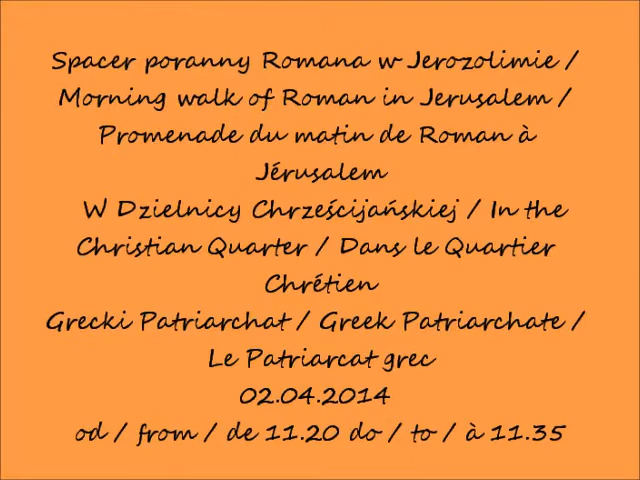 Spacer poranny Romana w Jerozolimie /
Morning walk of Roman in Jerusalem /
Promenade du matin de Roman à
Jérusalem
W Dzielnicy Chrześcijańskiej / In the
Christian Quarter / Dans le Quartier
Chrétien
Grecki Patriarchat / Greek Patriarchate /
Le Patriarcat grec
02.04.2014
od / from / de 11.20 do / to / à 11.35